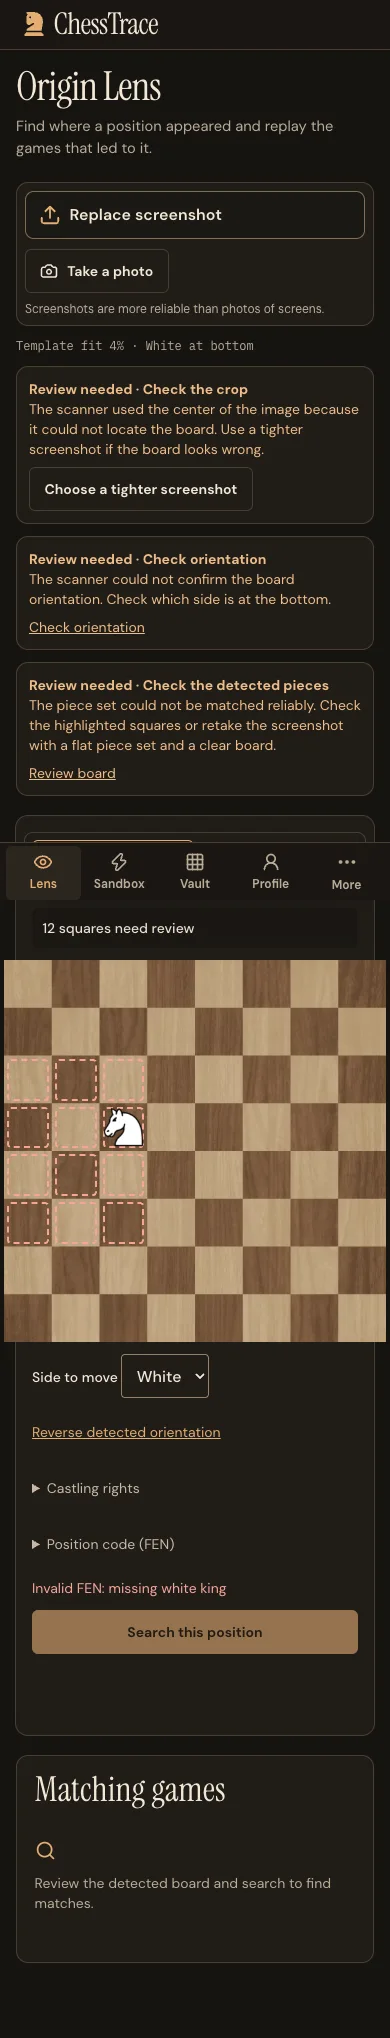 ChessTrace
Origin Lens
Find where a position appeared and replay the
games that led to it.
Replace screenshot
Take a photo
Screenshots are more reliable than photos of screens.
Template fit 4% · White at bottom
Review needed · Check the crop
The scanner used the center of the image because
it could not locate the board. Use a tighter
screenshot if the board looks wrong.
Choose a tighter screenshot
Review needed · Check orientation
The scanner could not confirm the board
orientation. Check which side is at the bottom.
Check orientation
Review needed · Check the detected pieces
The piece set could not be matched reliably. Check
the highlighted squares or retake the screenshot
with a flat piece set and a clear board.
Review board
Lens
Sandbox
Vault
Profile
More
12 squares need review
Side to move White
Reverse detected orientation
Castling rights
Position code (FEN)
Invalid FEN: missing white king
Search this position
Matching games
Review the detected board and search to find
matches.